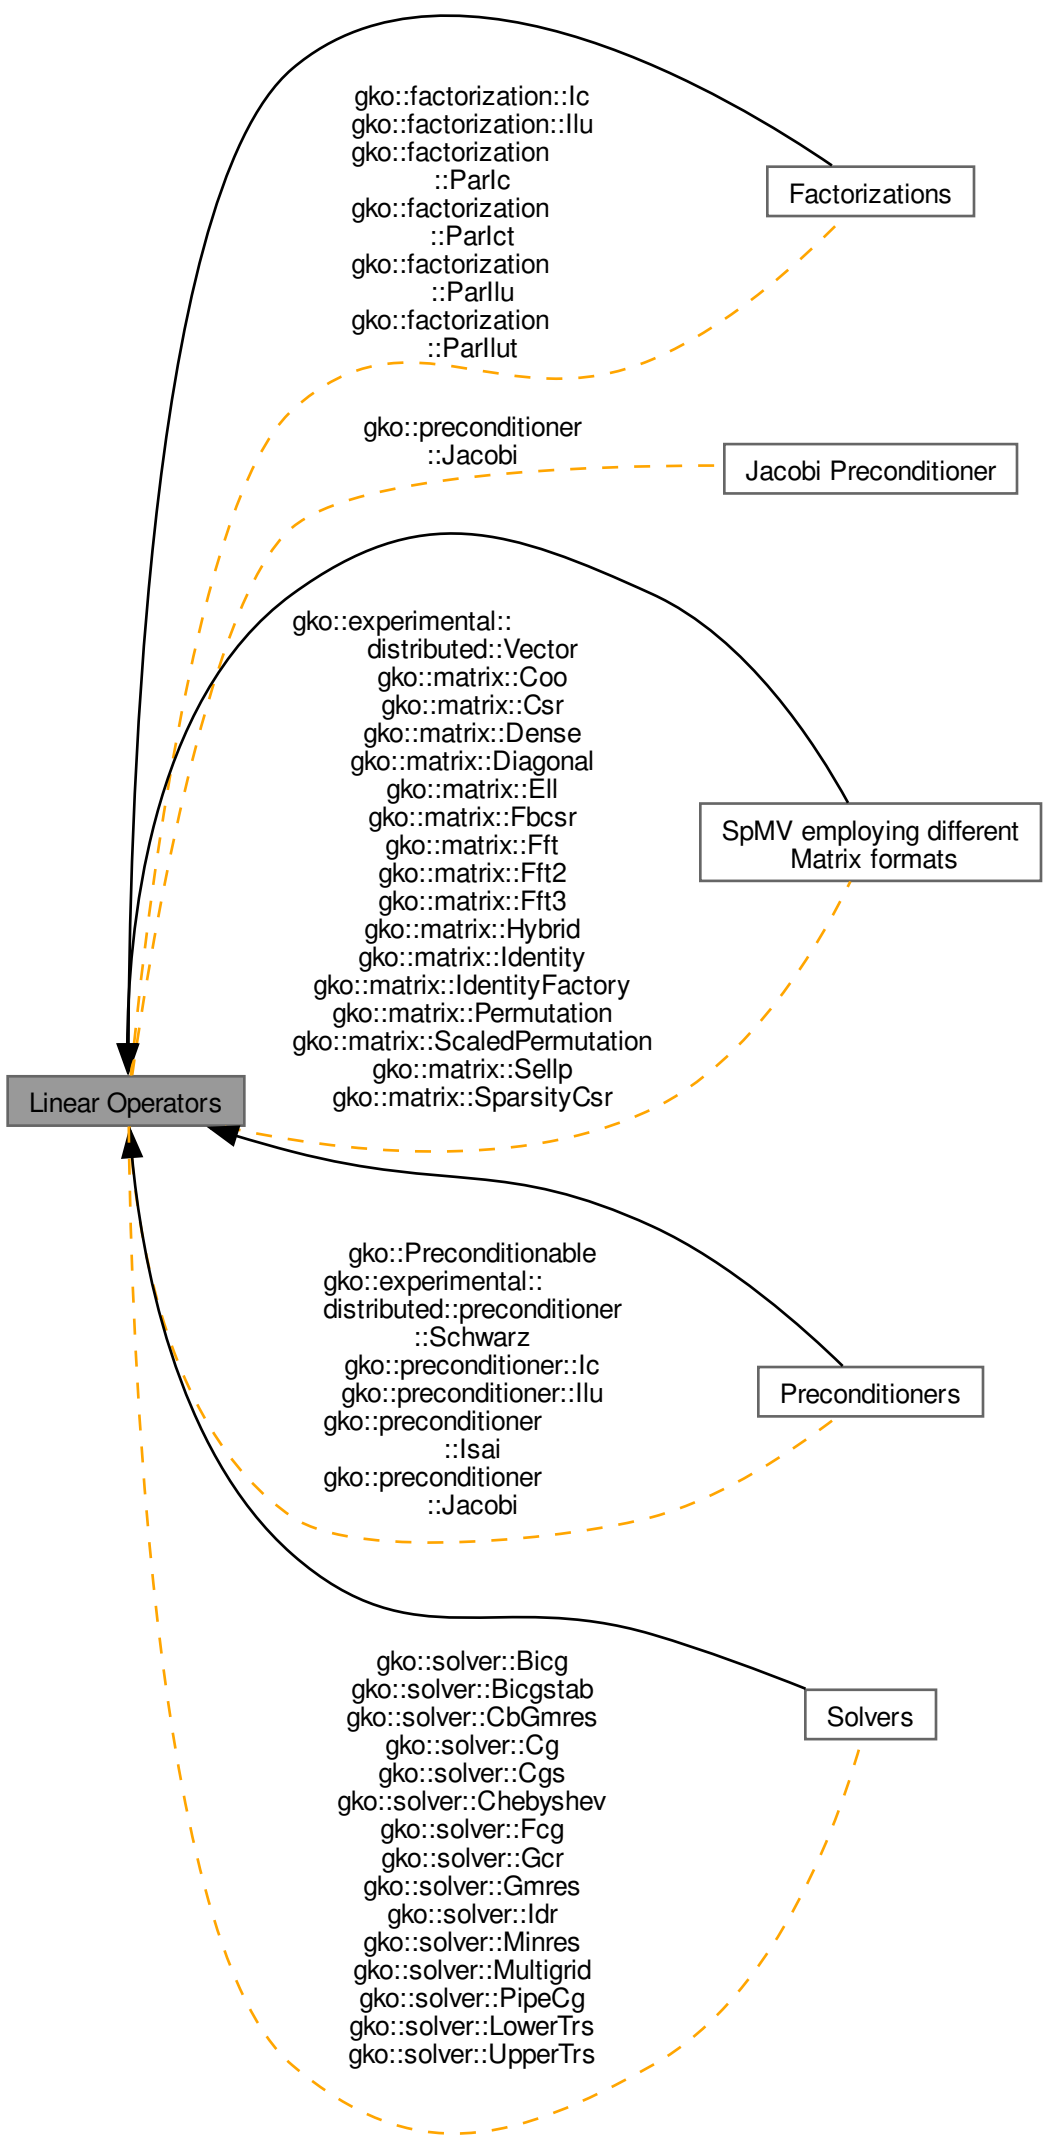 gko::factorization::Ic
gko::factorization::Ilu
gko::factorization
::ParIc
gko::factorization
::ParIct
gko::factorization
::ParIlu
gko::factorization
::ParIlut
Factorizations
gko::preconditioner
::Jacobi
Jacobi Preconditioner
gko::experimental::
distributed::Vector
gko::matrix::Coo
gko::matrix::Csr
gko::matrix::Dense
gko::matrix::Diagonal
gko::matrix::Ell
gko::matrix::Fbcsr
gko::matrix::Fft
gko::matrix::Fft2
gko::matrix::Fft3
gko::matrix::Hybrid
gko::matrix::Identity
gko::matrix::IdentityFactory
gko::matrix::Permutation
gko::matrix::ScaledPermutation
gko::matrix::Sellp
gko::matrix::SparsityCsr
SpMV employing different
Matrix formats
Linear Operators
gko::Preconditionable
gko::experimental::
distributed::preconditioner
::Schwarz
gko::preconditioner::Ic
gko::preconditioner::Ilu
gko::preconditioner
::Isai
gko::preconditioner
::Jacobi
Preconditioners
gko::solver::Bicg
gko::solver::Bicgstab
gko::solver::CbGmres
gko::solver::Cg
gko::solver::Cgs
gko::solver::Chebyshev
gko::solver::Fcg
gko::solver::Gcr
gko::solver::Gmres
gko::solver::Idr
gko::solver::Minres
gko::solver::Multigrid
gko::solver::PipeCg
gko::solver::LowerTrs
gko::solver::UpperTrs
Solvers